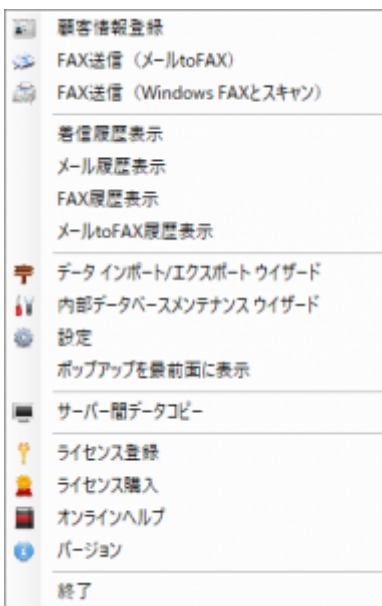 顧客情報登録
FAX送信（メールtoFAX）
FAX送信（Windows FAXとスキャン）
着信履歴表示
メール履歴表示
FAX履歴表示
メールtoFAX履歴表示
データ インポート/エクスポート ウイザード
内部データベースメンテナンス ウイザード
設定
ポップアップを最前面に表示
サーバー間データコピー
ライセンス登録
ライセンス購入
オンラインヘルプ
バージョン
終了